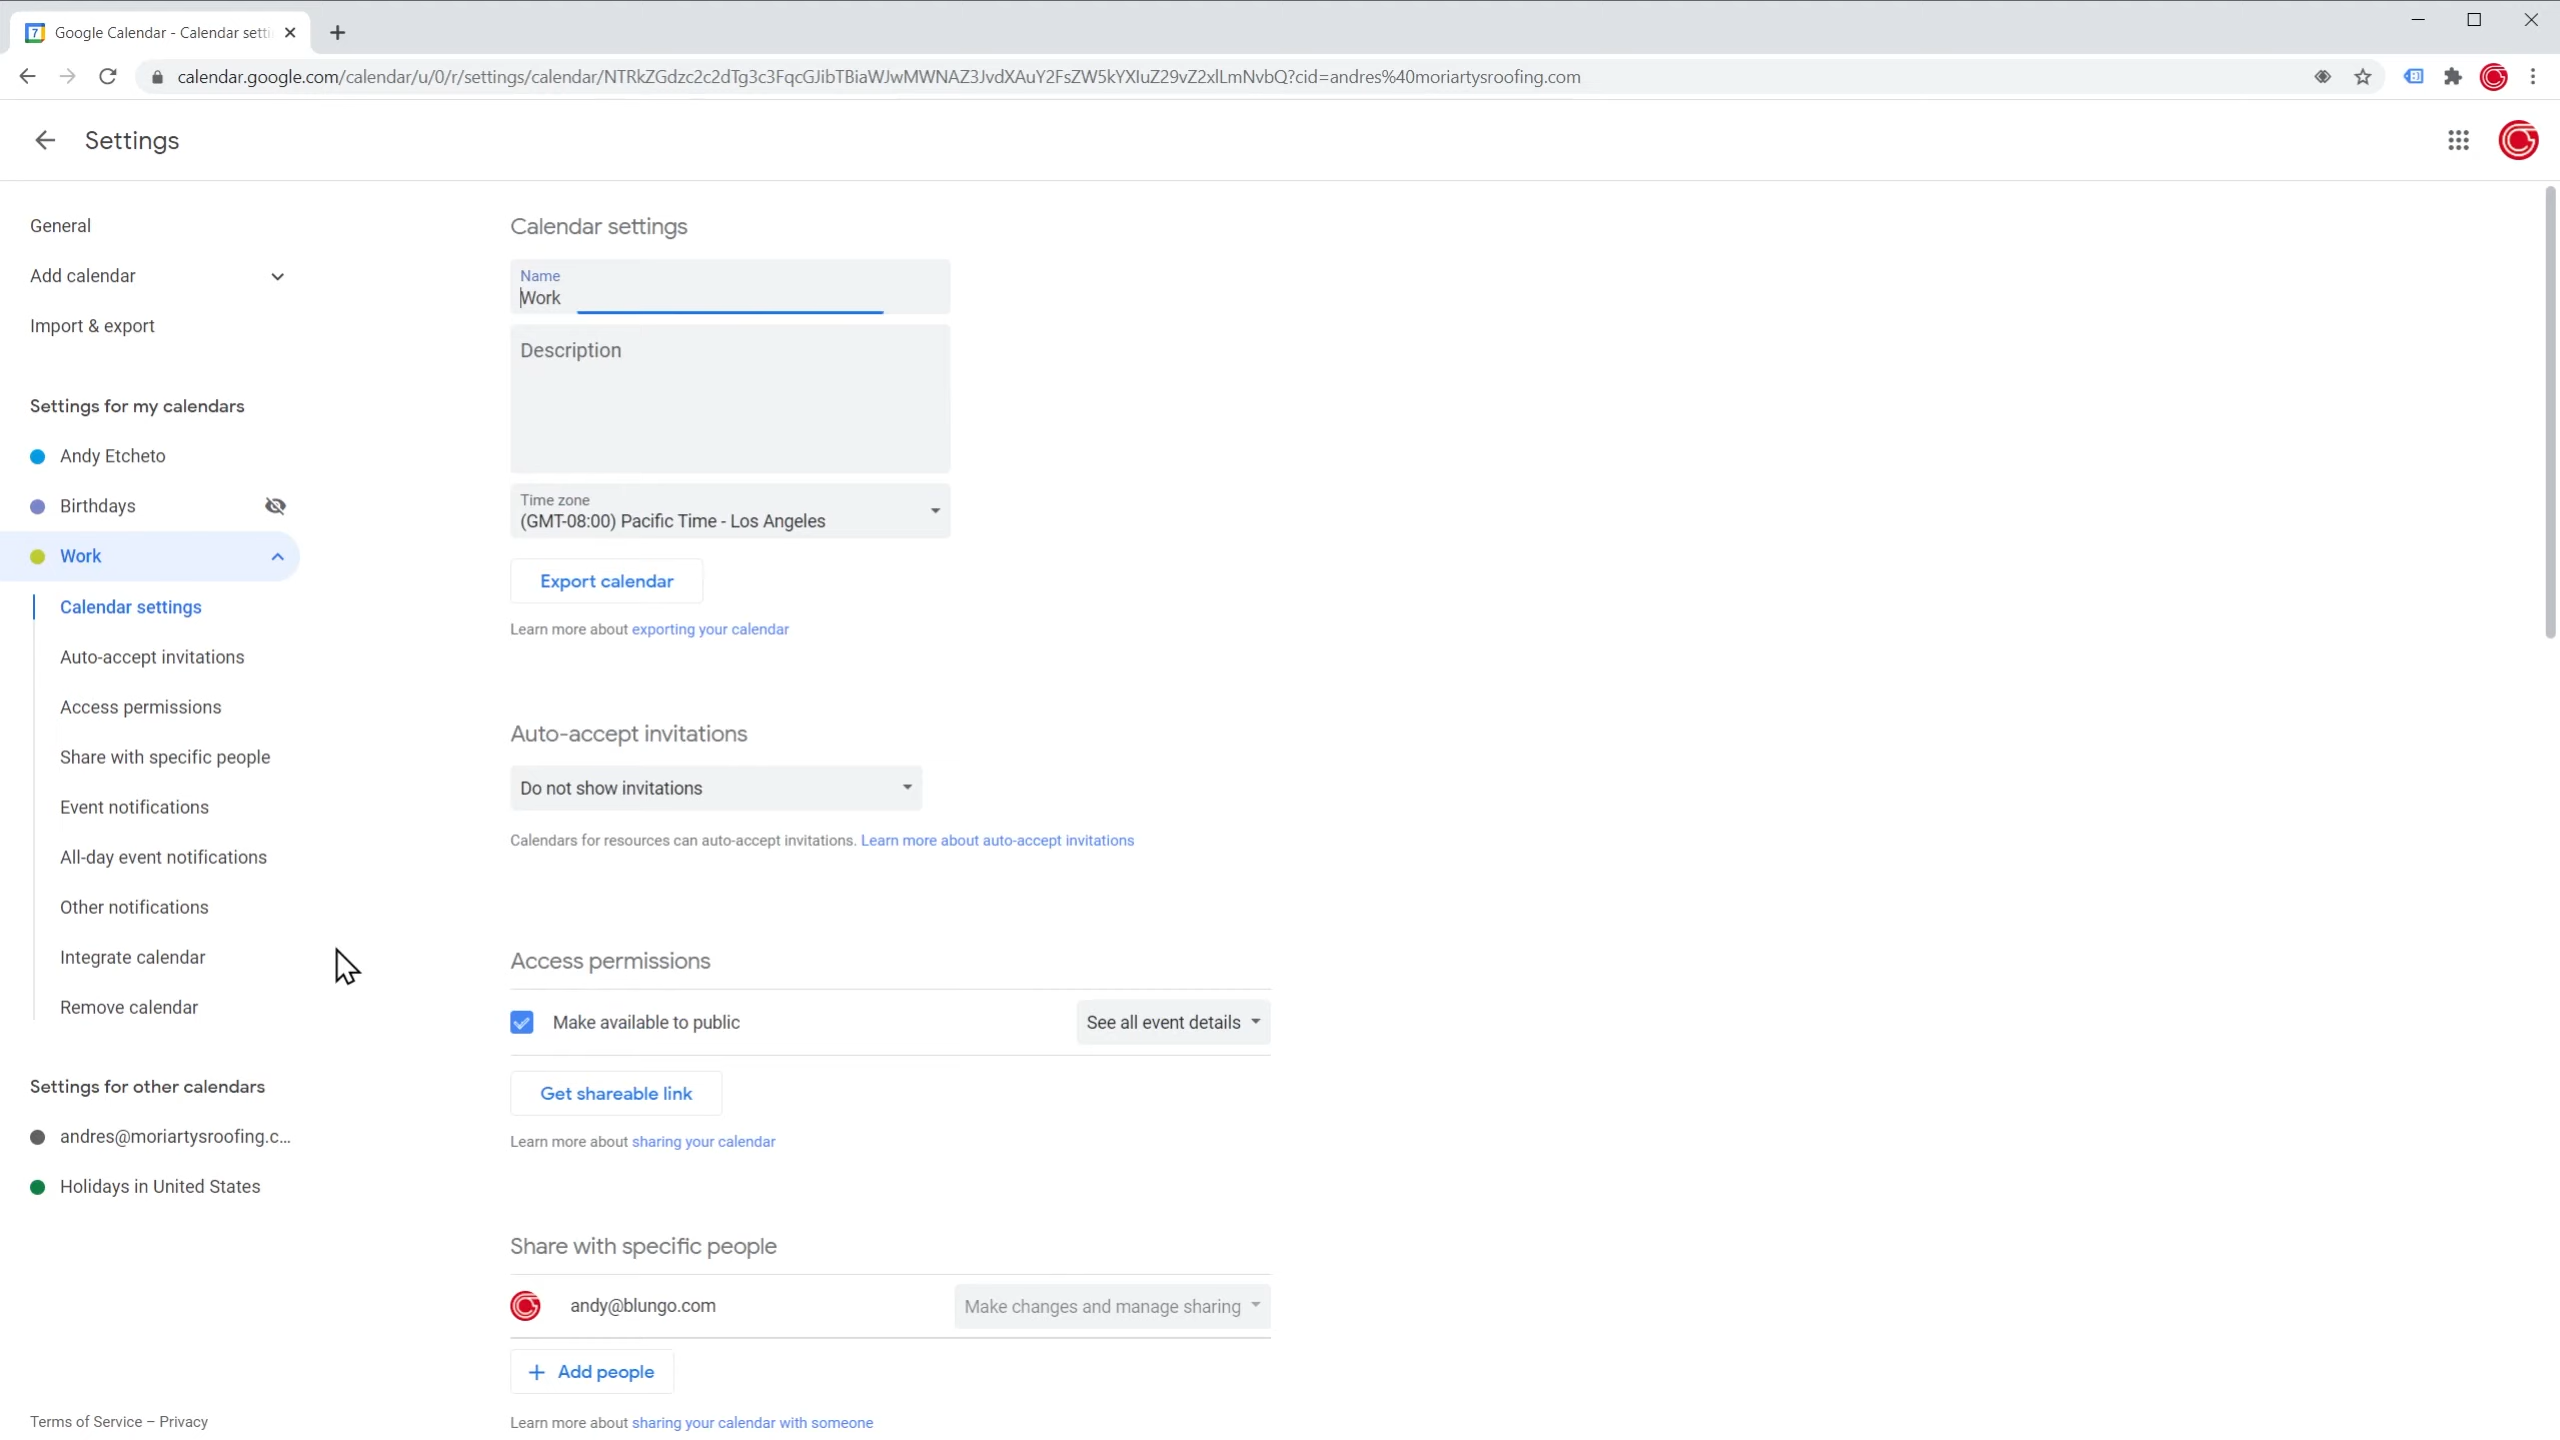 Google Calendar - Calendar setti
calendar.google.com/calendar/u/0/r/settings/calendar/NTRkZGdzc2c2dTg3c3FqcGJibTBiaWJwMWNAZ3JvdXAuY2FsZW5kYXIuZ29vZ2xlLmNvbQ?cid=andres%40moriartysroofing.com
Settings
General
Add calendar
Import & export
Settings for my calendars
Andy Etcheto
Birthdays
Work
Calendar settings
Auto-accept invitations
Access permissions
Share with specific people
Event notifications
All-day event notifications
Other notifications
Integrate calendar
Remove calendar
Settings for other calendars
andres@moriartysroofing.c...
Holidays in United States
Terms of Service – Privacy
Calendar settings
Name
Work
Description
Time zone
(GMT-08:00) Pacific Time - Los Angeles
Export calendar
Learn more about exporting your calendar
Auto-accept invitations
Do not show invitations
Calendars for resources can auto-accept invitations. Learn more about auto-accept invitations
Access permissions
Make available to public See all event details
Get shareable link
Learn more about sharing your calendar
Share with specific people
andy@blungo.com Make changes and manage sharing
Add people
Learn more about sharing your calendar with someone